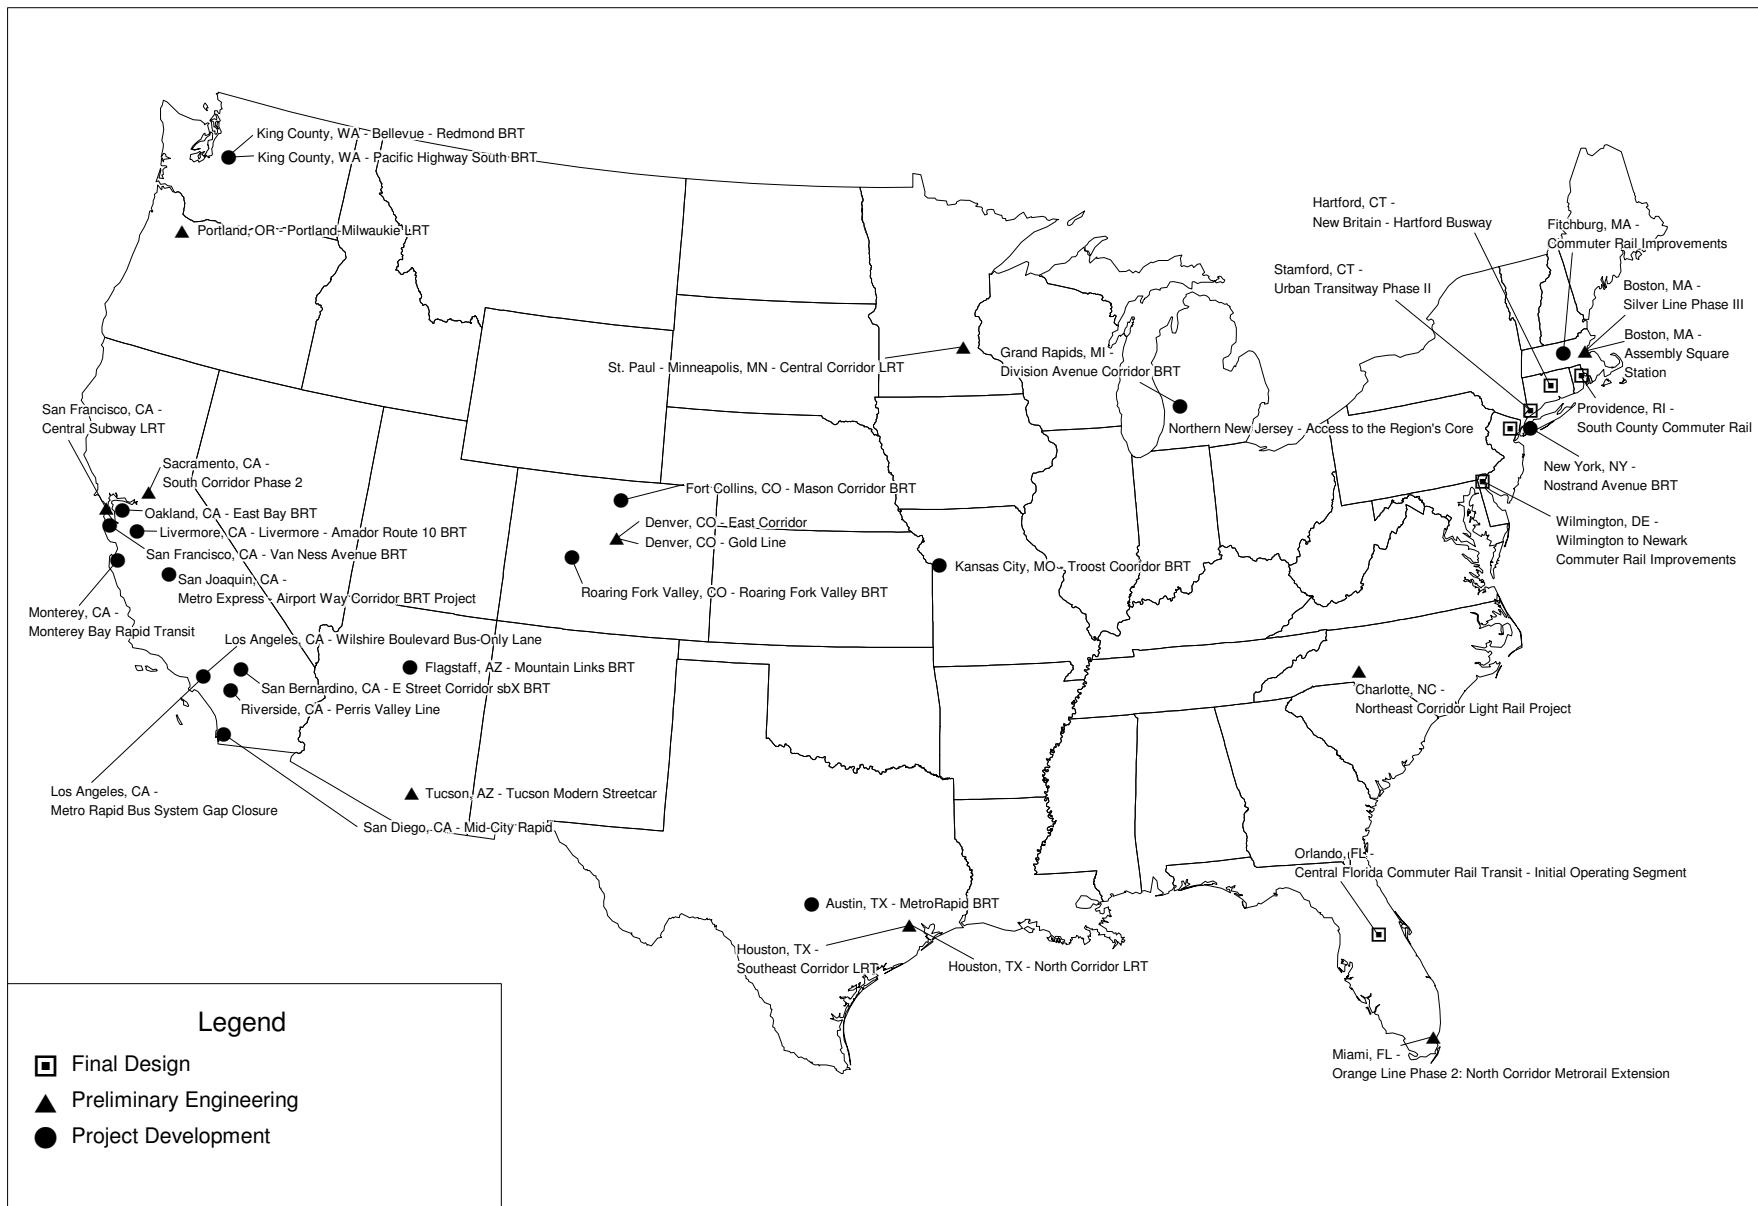 King County, WA - Bellevue - Redmond BRT
King County, WA - Pacific Highway South BRT
Portland, OR - Portland-Milwaukie LRT
Hartford, CT -
New Britain - Hartford Busway
Fitchburg, MA -
Commuter Rail Improvements
Stamford, CT -
Urban Transitway Phase II
Boston, MA -
Silver Line Phase III
Boston, MA -
Assembly Square
Station
St. Paul - Minneapolis, MN - Central Corridor LRT
Grand Rapids, MI -
Division Avenue Corridor BRT
San Francisco, CA -
Central Subway LRT
Providence, RI -
South County Commuter Rail
Northern New Jersey - Access to the Region's Core
Sacramento, CA -
South Corridor Phase 2
New York, NY -
Nostrand Avenue BRT
Fort Collins, CO - Mason Corridor BRT
Oakland, CA - East Bay BRT
Denver, CO - East Corridor
Denver, CO - Gold Line
Livermore, CA - Livermore - Amador Route 10 BRT
San Francisco, CA - Van Ness Avenue BRT
Wilmington, DE -
Wilmington to Newark
Commuter Rail Improvements
Kansas City, MO - Troost Cooridor BRT
San Joaquin, CA -
Metro Express - Airport Way Corridor BRT Project
Roaring Fork Valley, CO - Roaring Fork Valley BRT
Monterey, CA -
Monterey Bay Rapid Transit
Los Angeles, CA - Wilshire Boulevard Bus-Only Lane
Flagstaff, AZ - Mountain Links BRT
San Bernardino, CA - E Street Corridor sbX BRT
Riverside, CA - Perris Valley Line
Charlotte, NC -
Northeast Corridor Light Rail Project
Los Angeles, CA -
Metro Rapid Bus System Gap Closure
Tucson, AZ - Tucson Modern Streetcar
San Diego, CA - Mid-City Rapid
Orlando, FL -
Central Florida Commuter Rail Transit - Initial Operating Segment
Austin, TX - MetroRapid BRT
Houston, TX -
Southeast Corridor LRT
Houston, TX - North Corridor LRT
Miami, FL -
Orange Line Phase 2: North Corridor Metrorail Extension
Legend
Final Design
Preliminary Engineering
Project Development